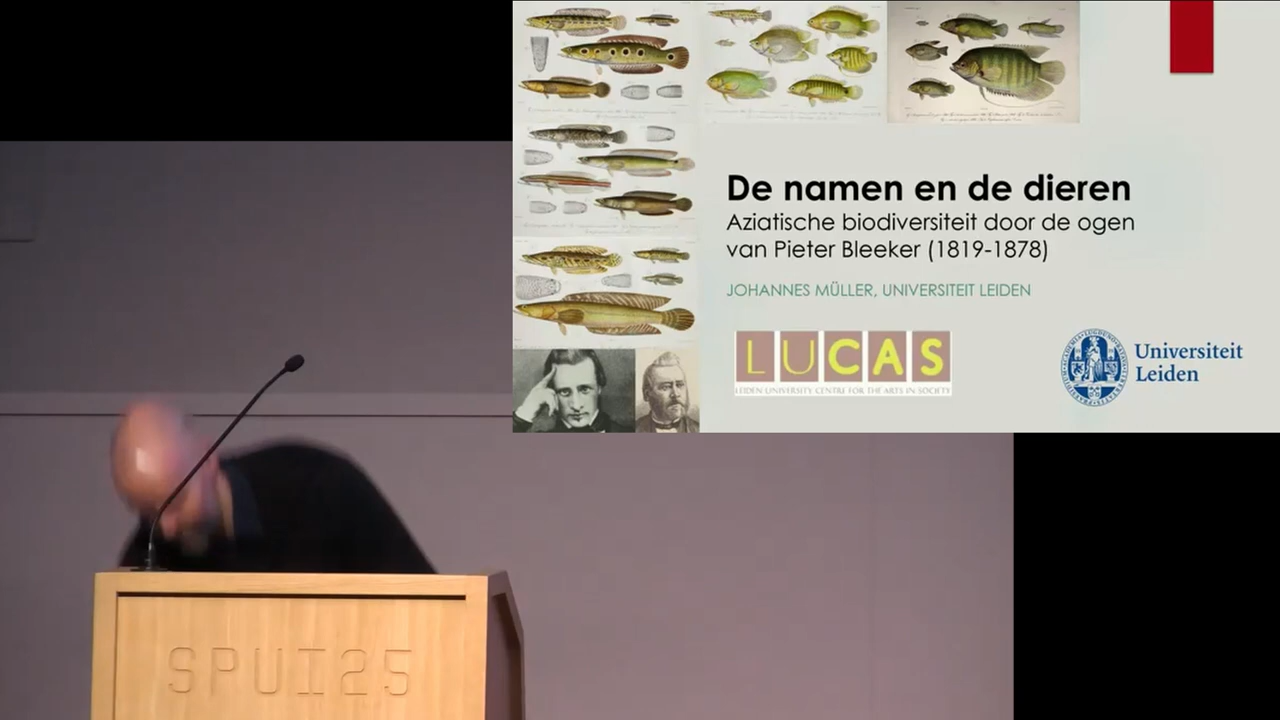 De namen en de dieren
Aziatische biodiversiteit door de ogen
van Pieter Bleeker (1819-1878)
JOHANNES MÜLLER, UNIVERSITEIT LEIDEN
LUCAS
LEIDEN UNIVERSITY CENTRE FOR THE ARTS IN SOCIETY
Universiteit
Leiden
SPUI25